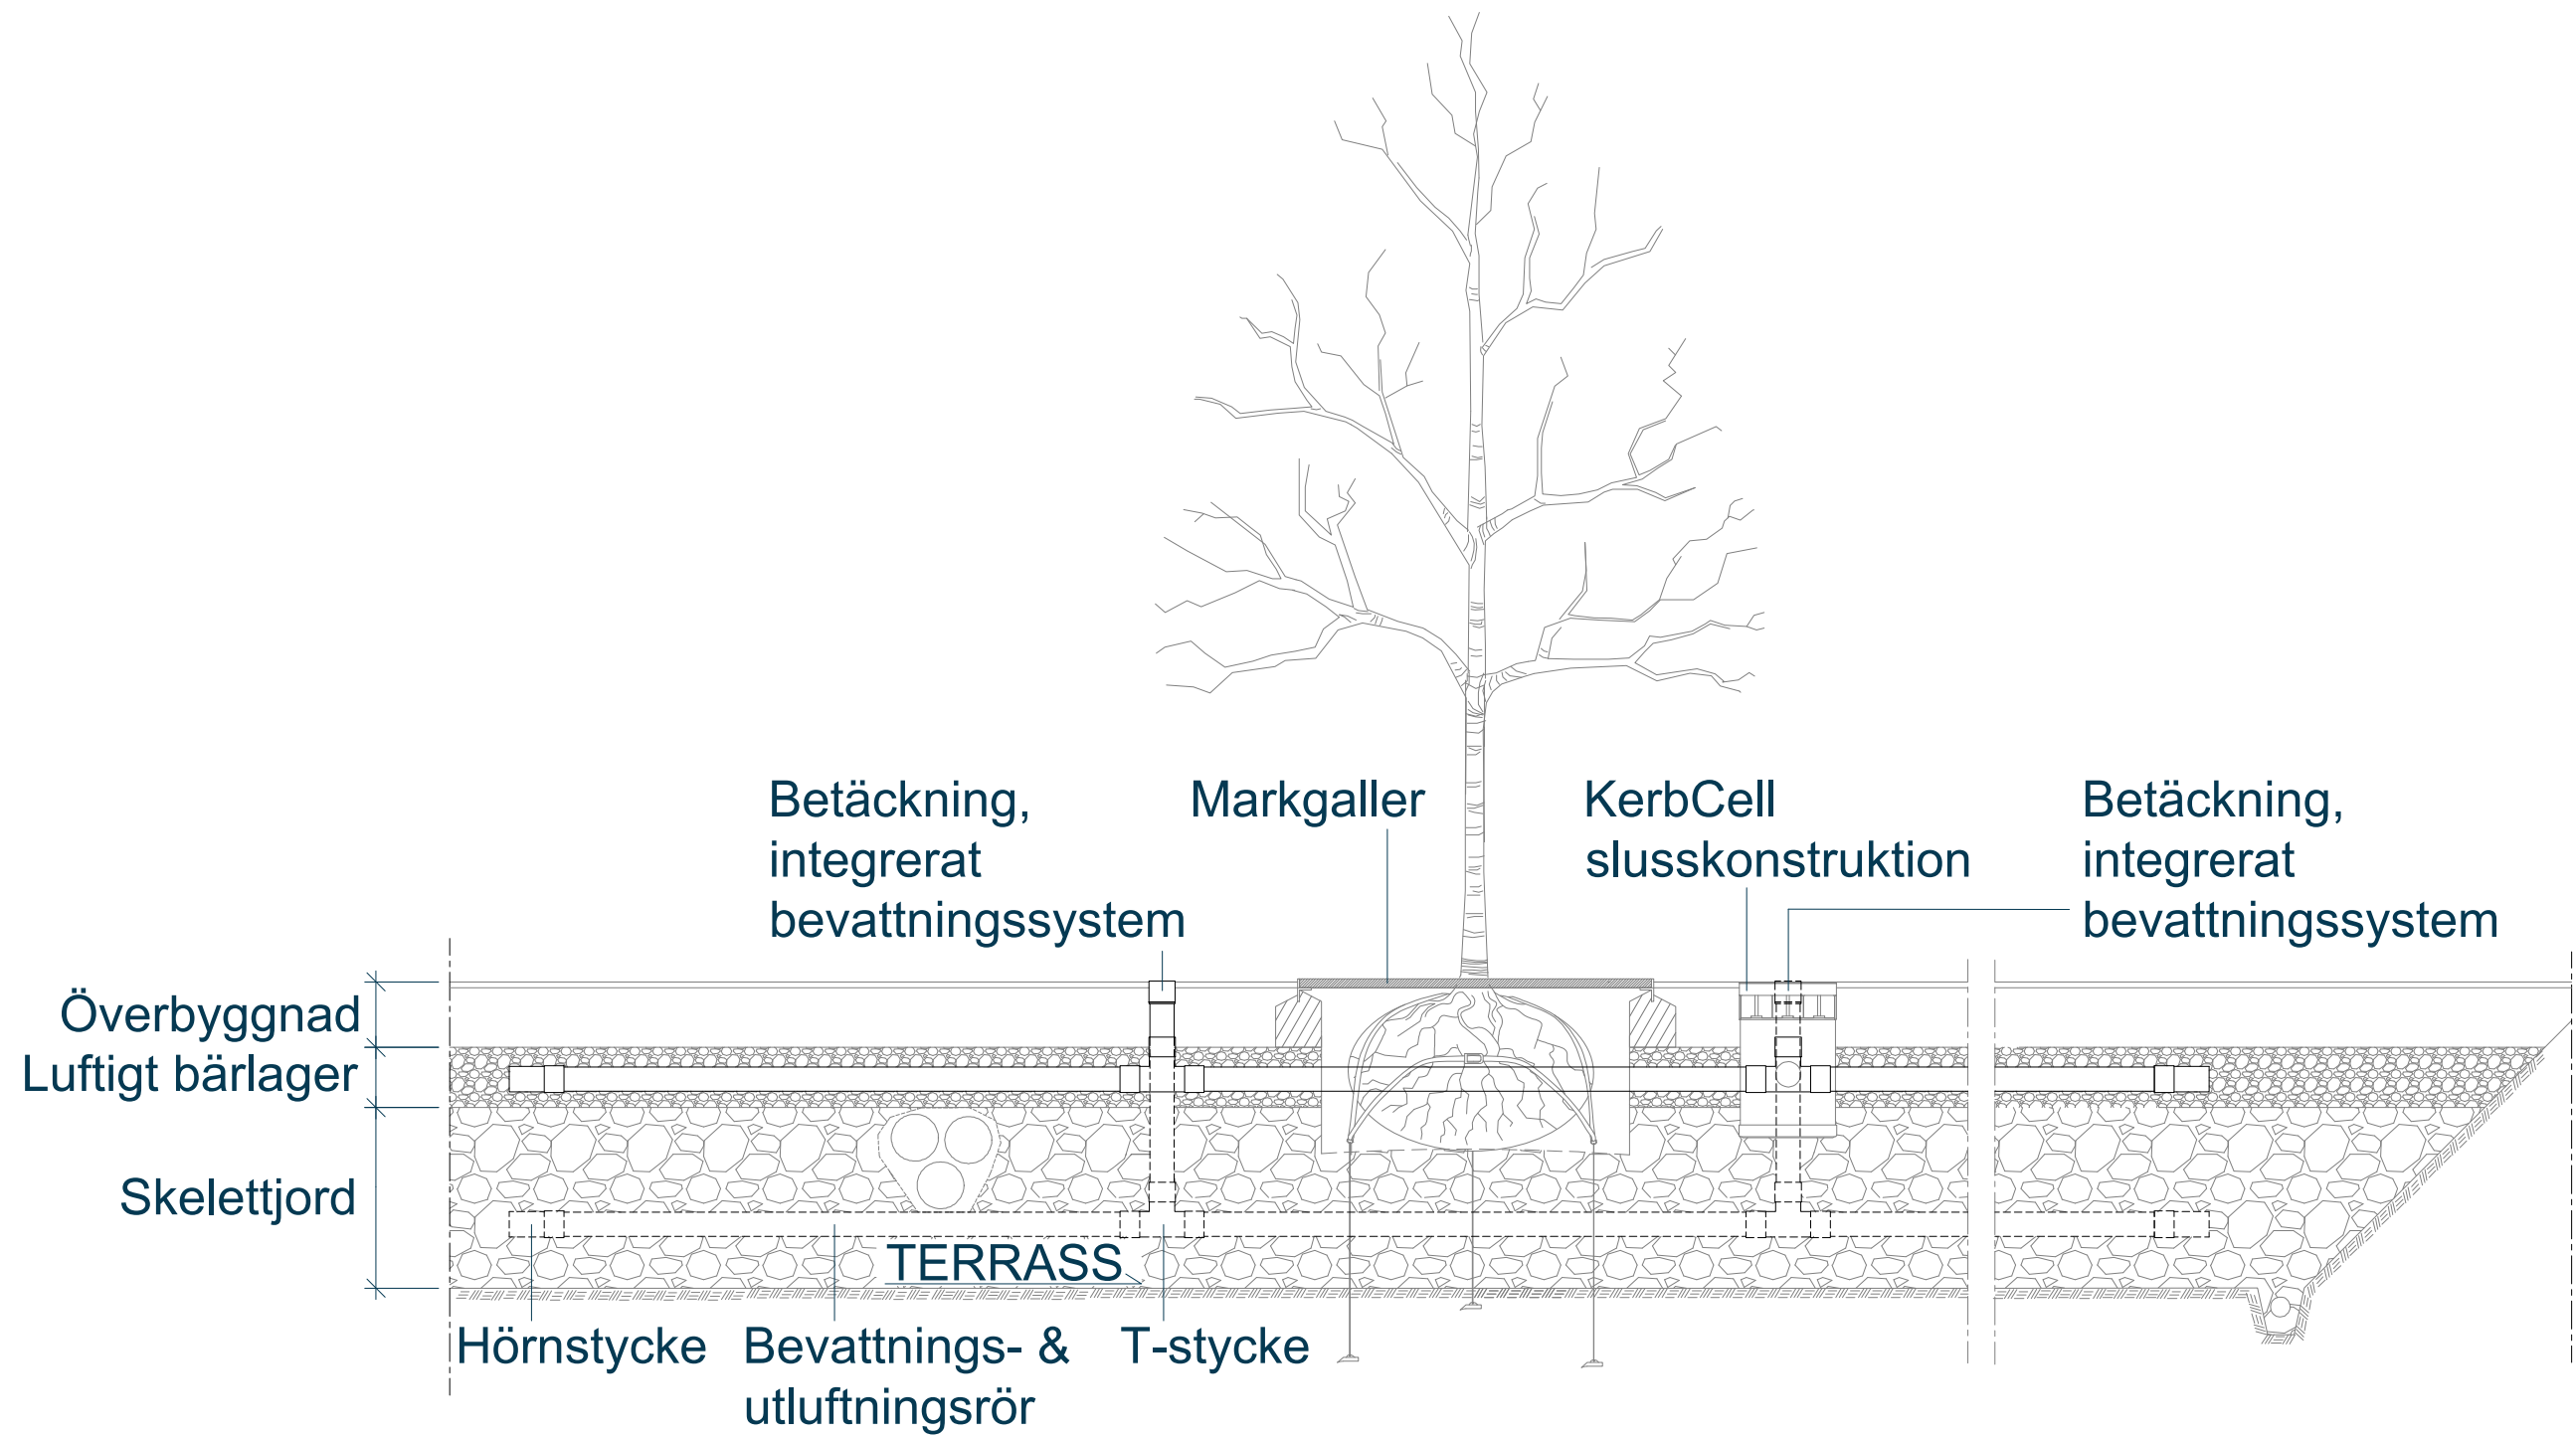 Betäckning,
integrerat
bevattningssystem
Markgaller
KerbCell
slusskonstruktion
Betäckning,
integrerat
bevattningssystem
Överbyggnad
Luftigt bärlager
Skelettjord
TERRASS
Hörnstycke
Bevattnings- &
utluftningsrör
T-stycke